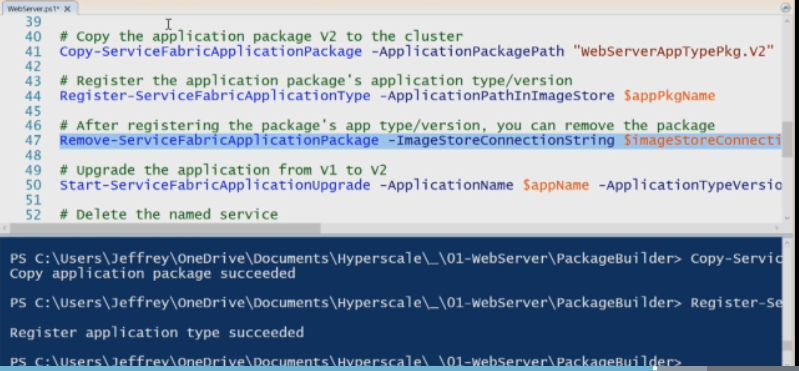 WebServer.ps1* X
39
40 # Copy the application package V2 to the cluster
41 Copy-ServiceFabricApplicationPackage -ApplicationPackagePath "WebServerAppTypePkg.V2"
42
43 # Register the application package's application type/version
44 Register-ServiceFabricApplicationType -ApplicationPathInImageStore $appPkgName
45
46 # After registering the package's app type/version, you can remove the package
47 Remove-ServiceFabricApplicationPackage -ImageStoreConnectionString $imageStoreConnecti
48
49 # Upgrade the application from V1 to V2
50 Start-ServiceFabricApplicationUpgrade -ApplicationName $appName -ApplicationTypeVersio
51
52 # Delete the named service
PS C:\Users\Jeffrey\OneDrive\Documents\Hyperscale\_\01-WebServer\PackageBuilder> Copy-Servic
Copy application package succeeded
PS C:\Users\Jeffrey\OneDrive\Documents\Hyperscale\_\01-WebServer\PackageBuilder> Register-Se
Register application type succeeded
PS C:\Users\Jeffrey\OneDrive\Documents\Hyperscale\_\01-WebServer\PackageBuilder>